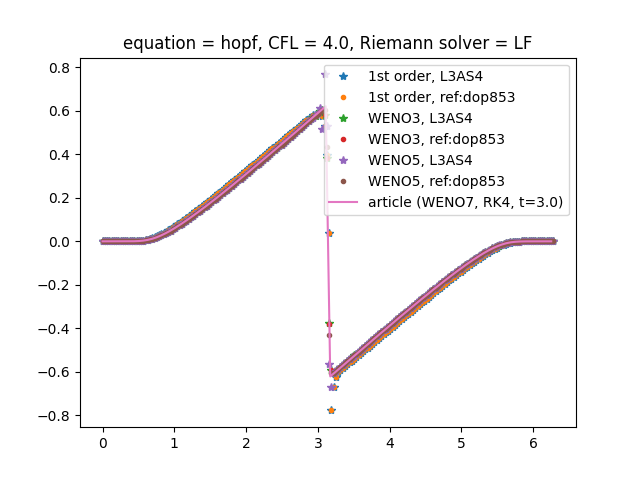 equation = hopf, CFL = 4.0, Riemann solver = LF
0.8
0.6
0.4
0.2
0.0
−0.2
−0.4
−0.6
−0.8
1st order, L3AS4
1st order, ref:dop853
WENO3, L3AS4
WENO3, ref:dop853
WENO5, L3AS4
WENO5, ref:dop853
article (WENO7, RK4, t=3.0)
0 1 2 3 4 5 6